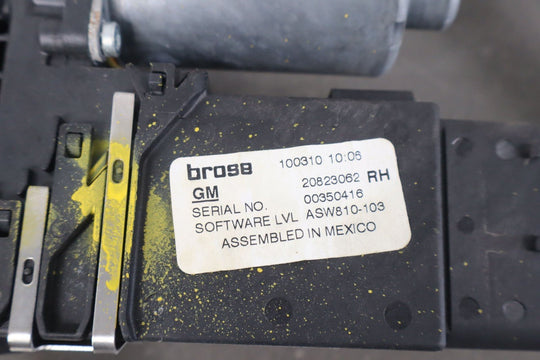 brose 100310 10:06
GM 20823062 RH
SERIAL NO. 00350416
SOFTWARE LVL ASW810-103
ASSEMBLED IN MEXICO